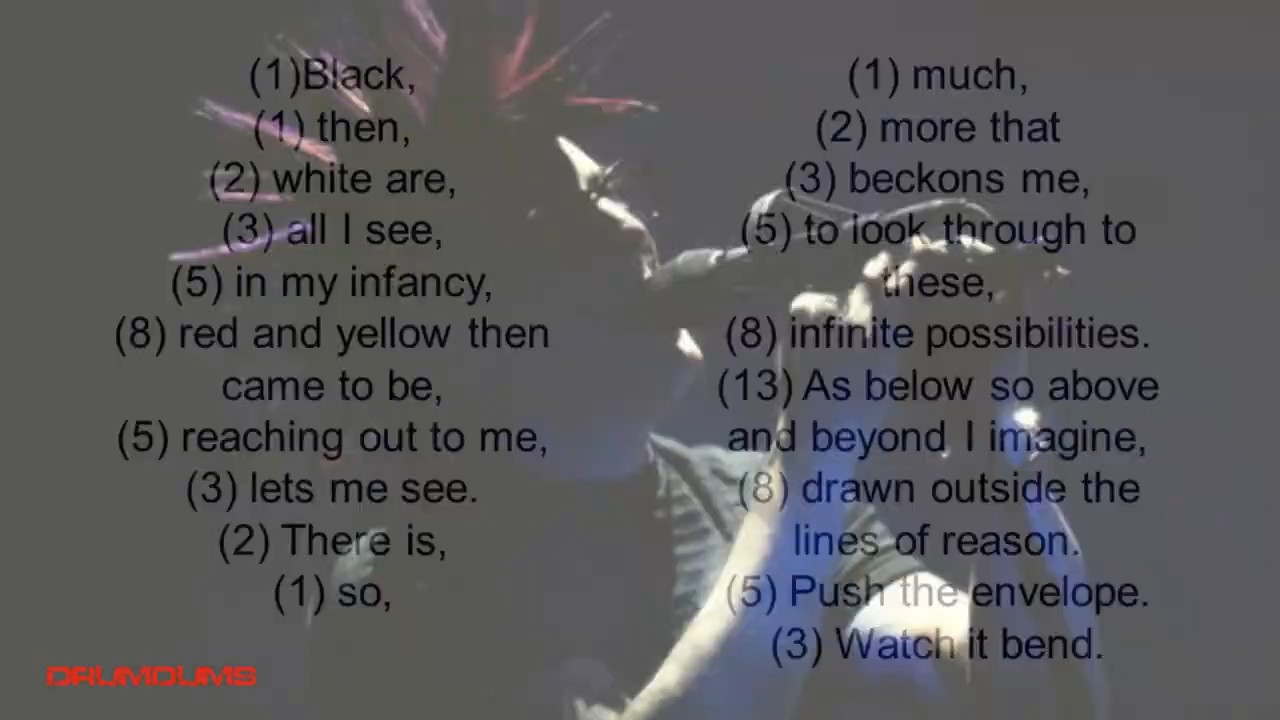 (1)Black,
(1) then,
(2) white are,
(3) all I see,
(5) in my infancy,
(8) red and yellow then
came to be,
(5) reaching out to me,
(3) lets me see.
(2) There is,
(1) so,
(1) much,
(2) more that
(3) beckons me,
(5) to look through to
these,
(8) infinite possibilities.
(13) As below so above
and beyond I imagine,
(8) drawn outside the
lines of reason.
(5) Push the envelope.
(3) Watch it bend.
DRUMDUMS